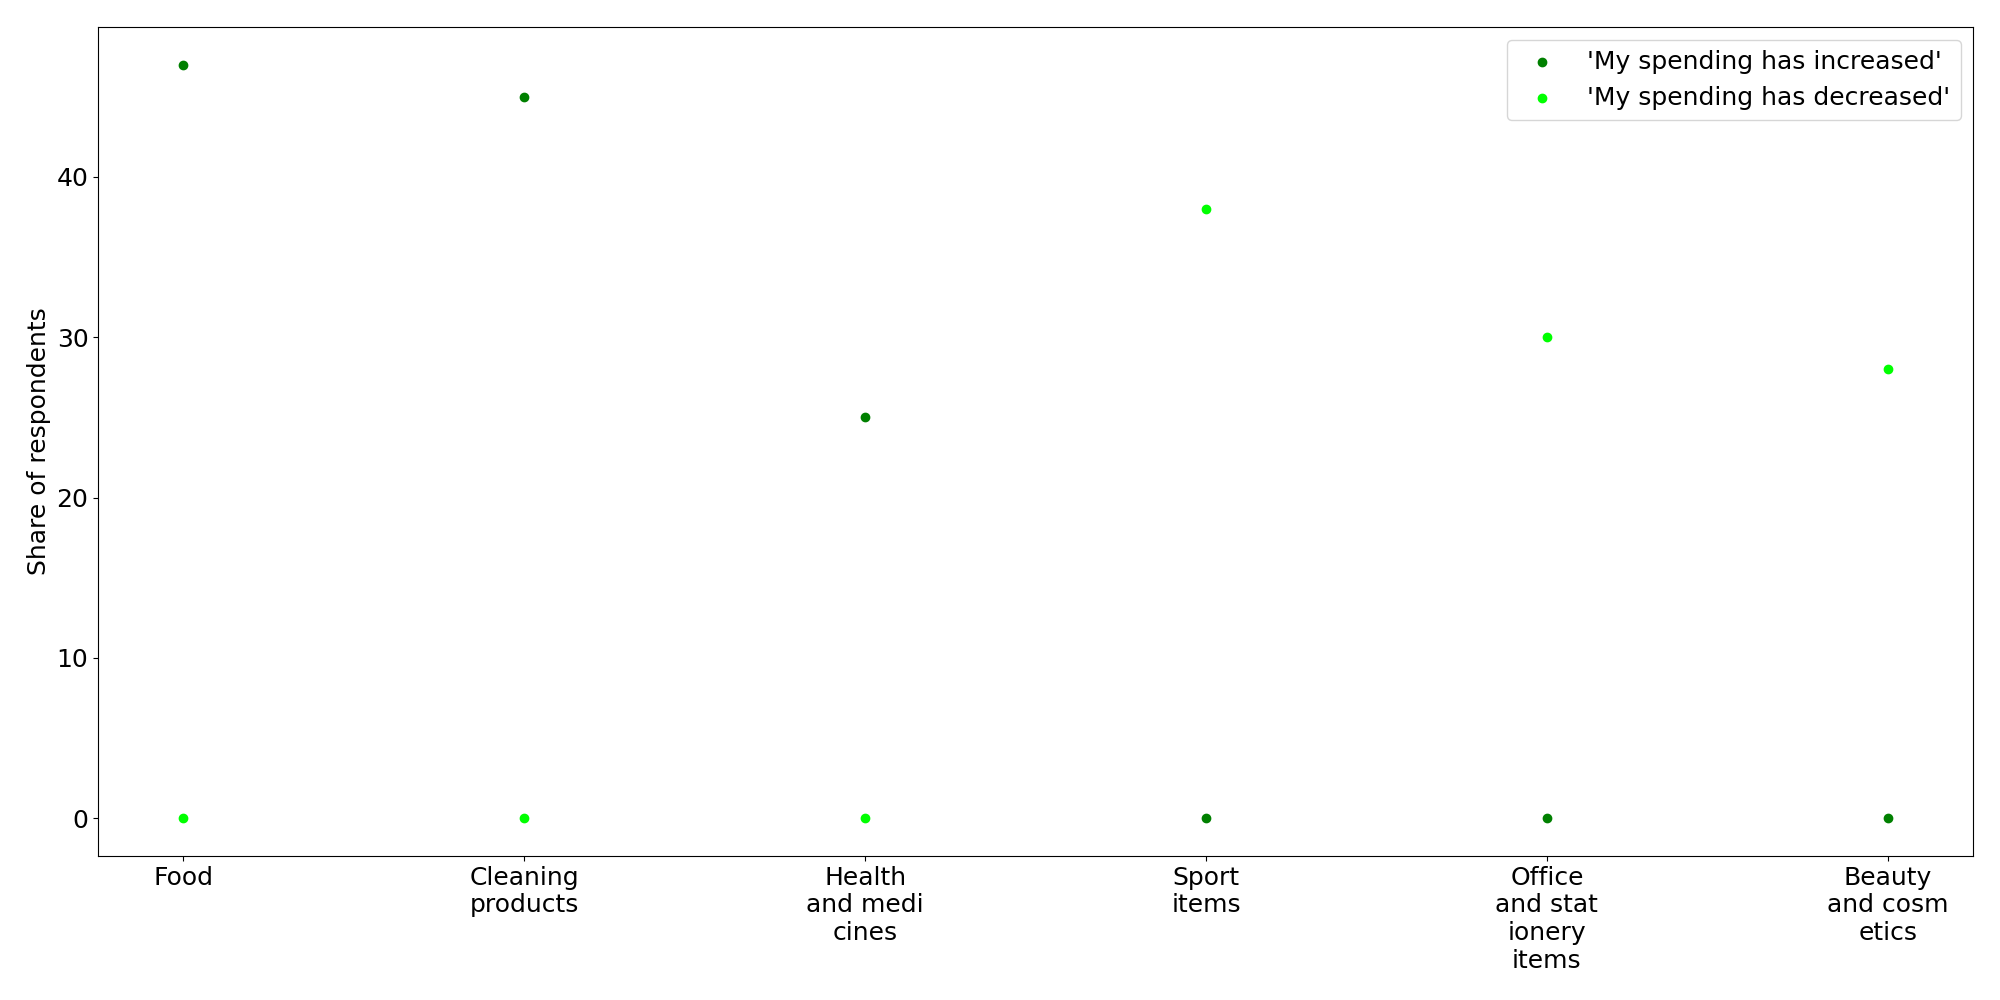 'My spending has increased'
'My spending has decreased'
Share of respondents
40
30
20
10
0
Food
Cleaning
products
Health
and medi
cines
Sport
items
Office
and stat
ionery
items
Beauty
and cosm
etics